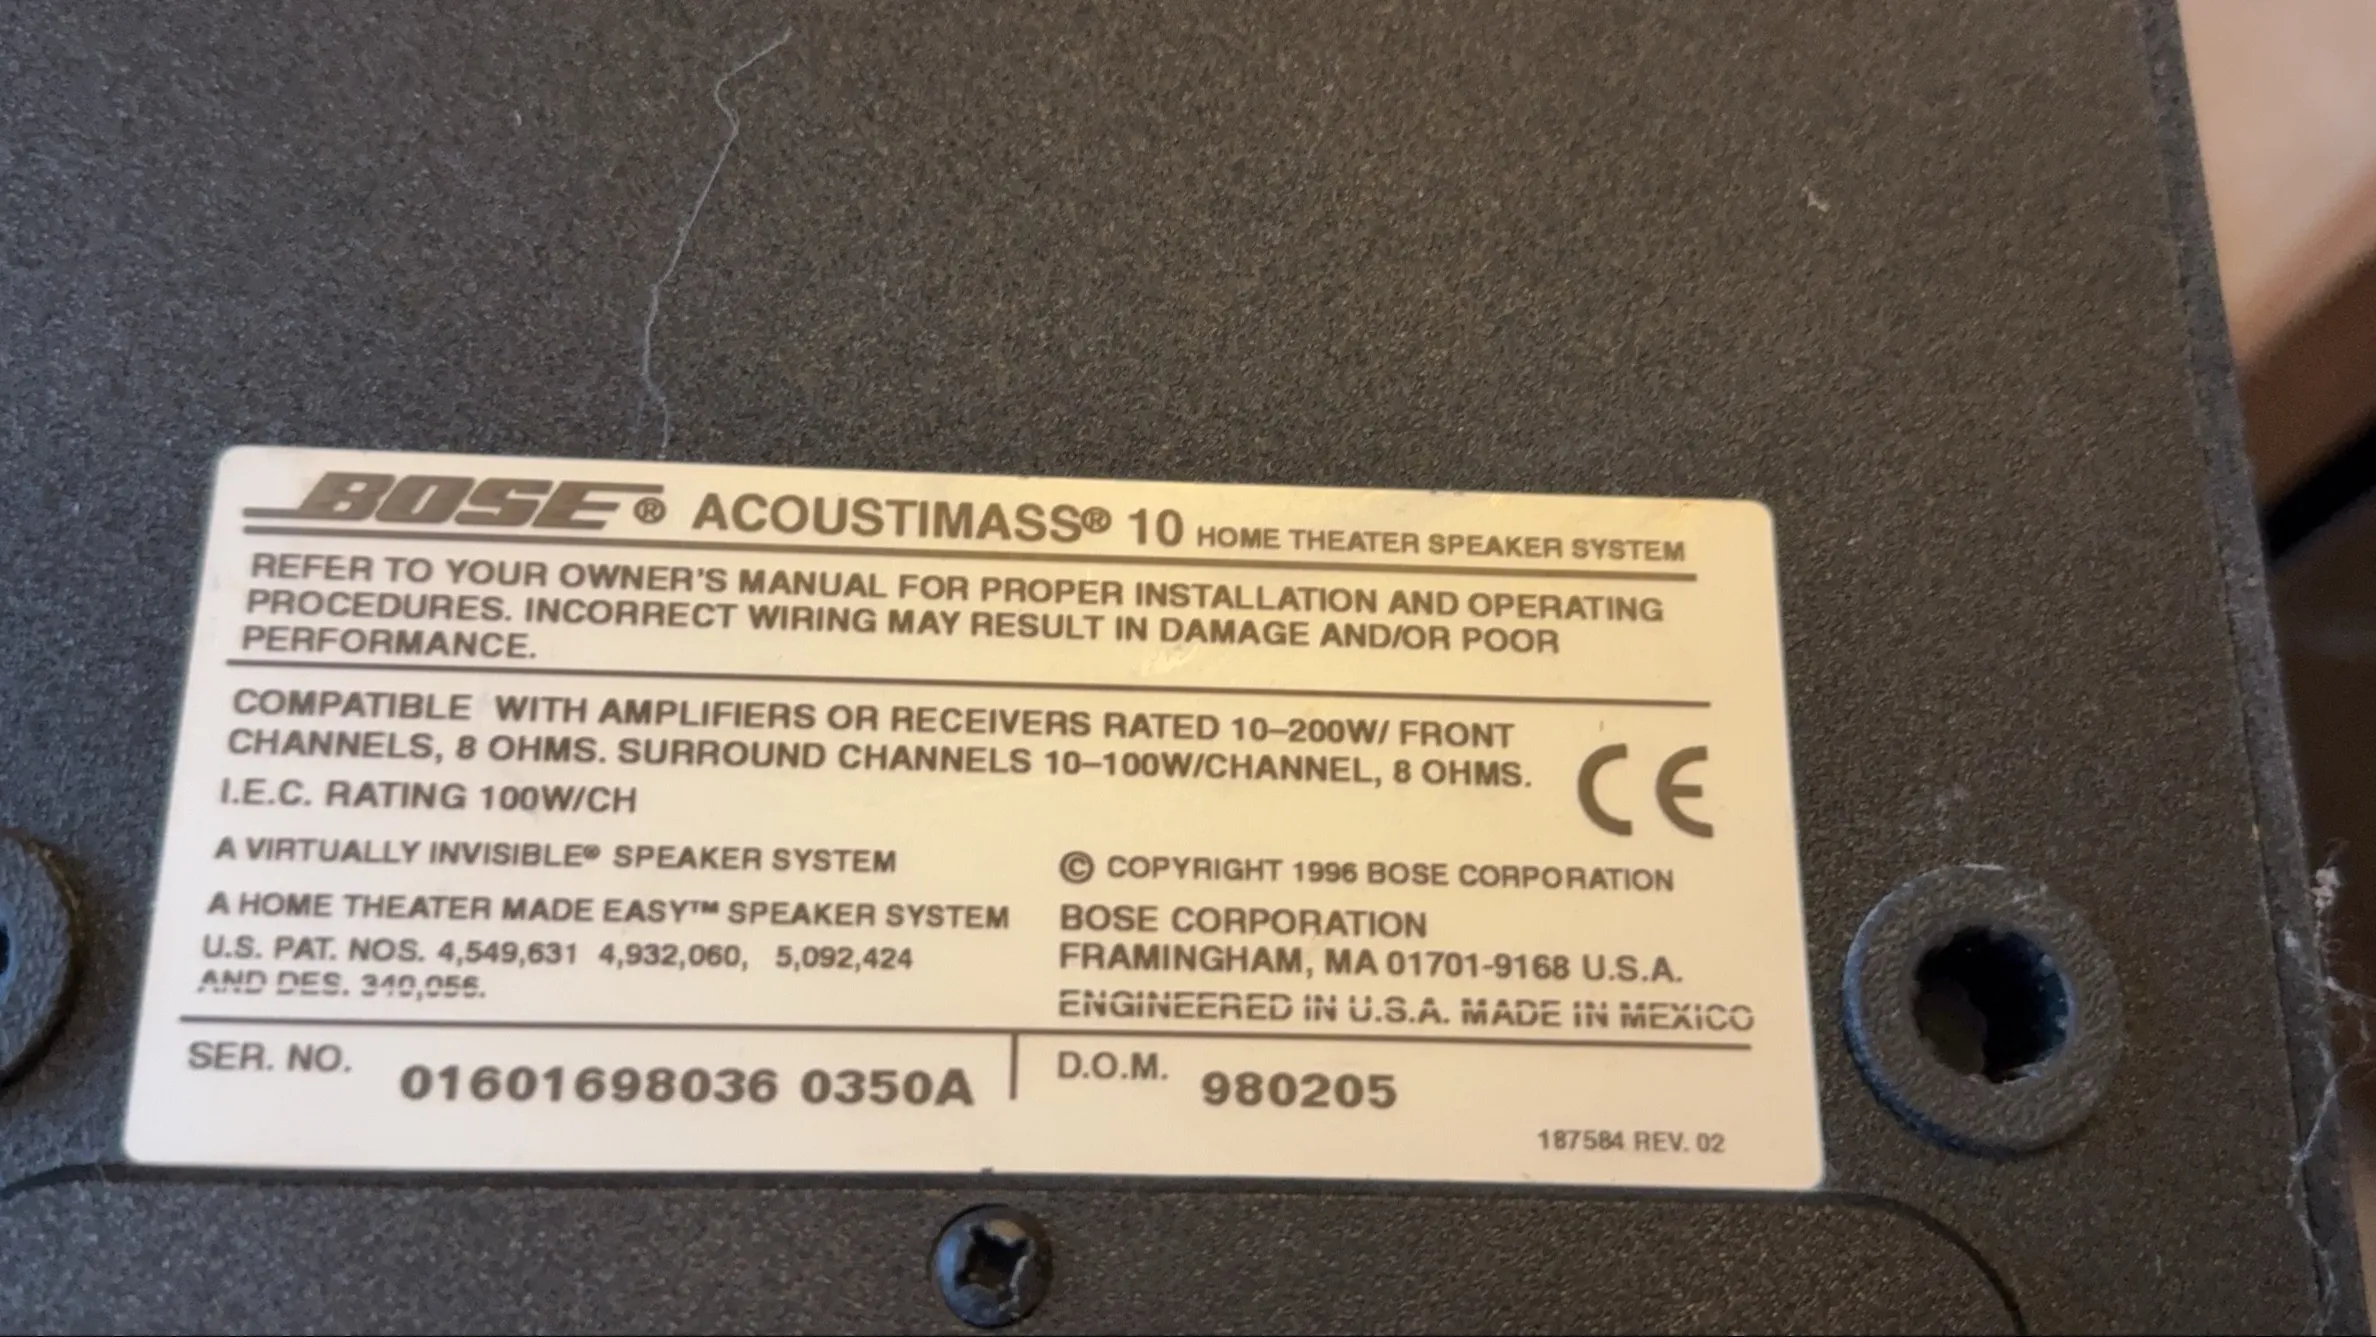 BOSE® ACOUSTIMASS® 10 HOME THEATER SPEAKER SYSTEM
REFER TO YOUR OWNER'S MANUAL FOR PROPER INSTALLATION AND OPERATING
PROCEDURES. INCORRECT WIRING MAY RESULT IN DAMAGE AND/OR POOR
PERFORMANCE.
COMPATIBLE WITH AMPLIFIERS OR RECEIVERS RATED 10–200W/ FRONT
CHANNELS, 8 OHMS. SURROUND CHANNELS 10–100W/CHANNEL, 8 OHMS.
I.E.C. RATING 100W/CH
CE
A VIRTUALLY INVISIBLE® SPEAKER SYSTEM
A HOME THEATER MADE EASY™ SPEAKER SYSTEM
U.S. PAT. NOS. 4,549,631 4,932,060, 5,092,424
AND DES. 340,056.
© COPYRIGHT 1996 BOSE CORPORATION
BOSE CORPORATION
FRAMINGHAM, MA 01701-9168 U.S.A.
ENGINEERED IN U.S.A. MADE IN MEXICO
SER. NO. 01601698036 0350A
D.O.M. 980205
187584 REV. 02